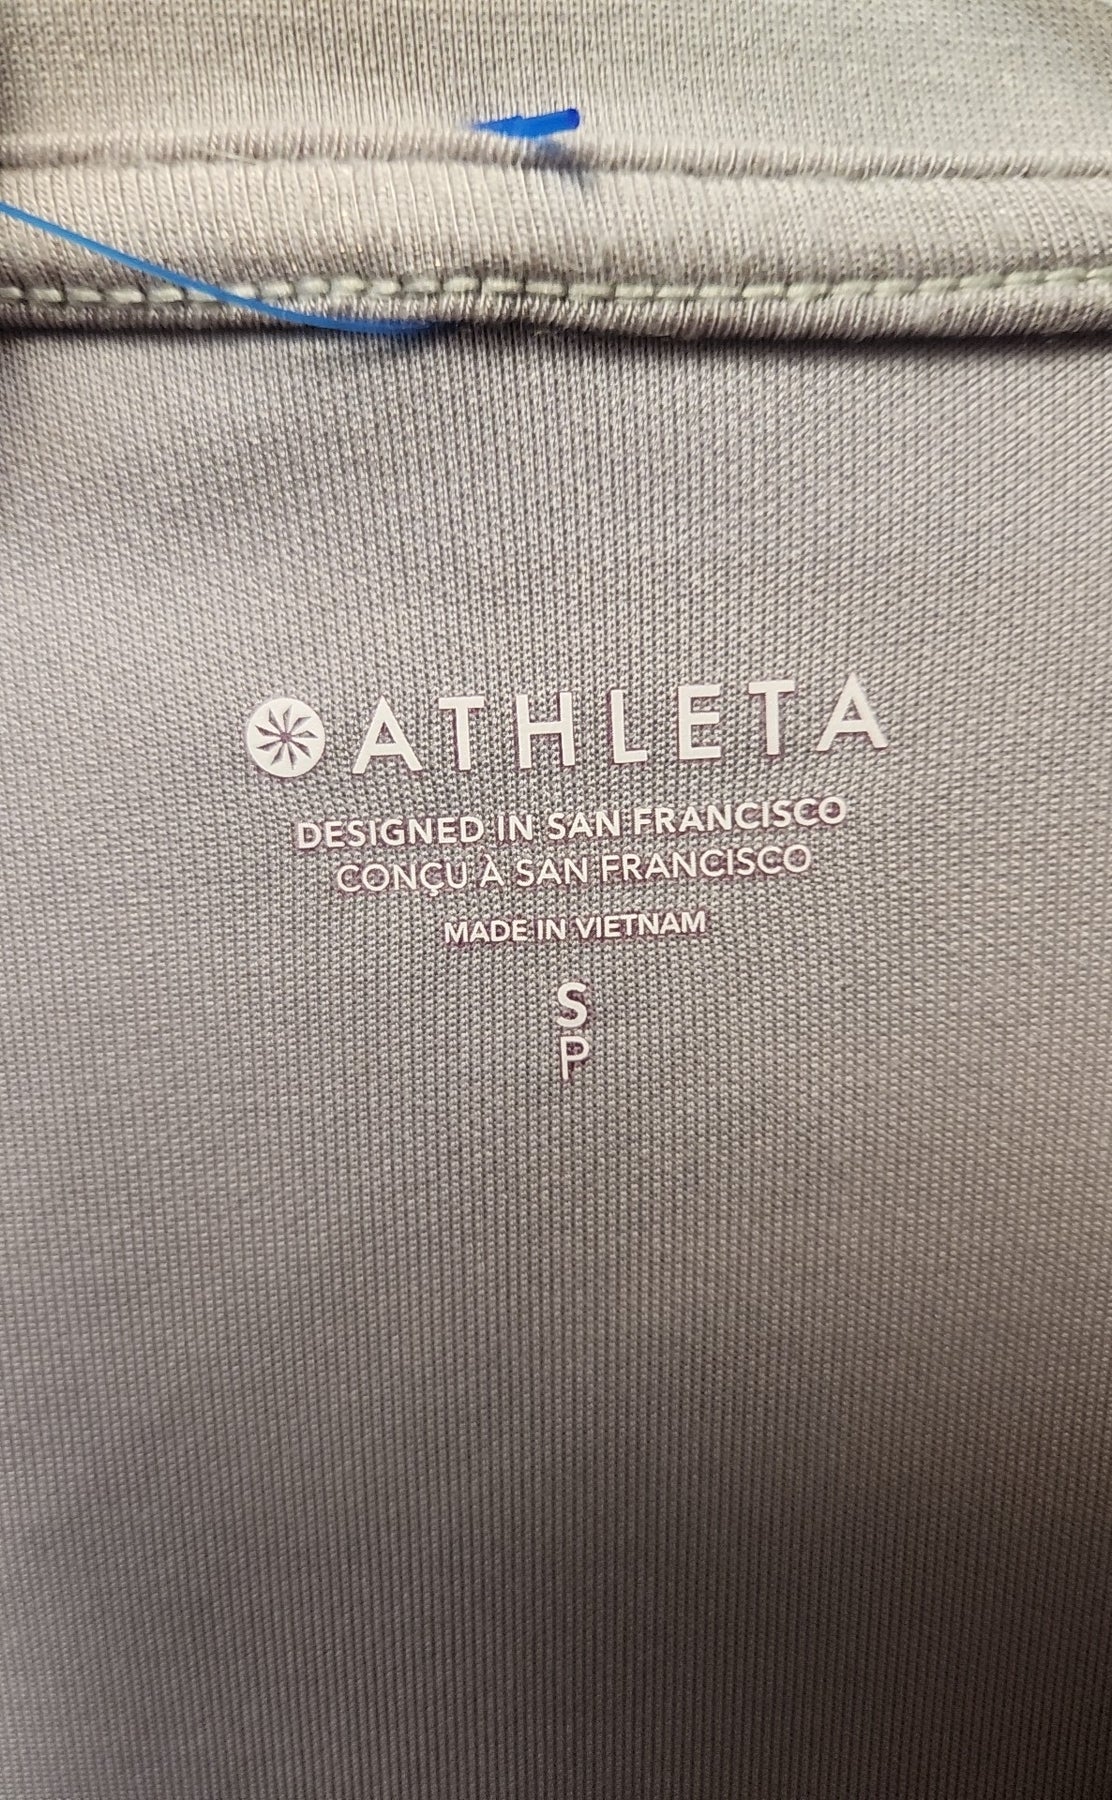 ATHLETA
DESIGNED IN SAN FRANCISCO
CONÇU À SAN FRANCISCO
MADE IN VIETNAM
S
P